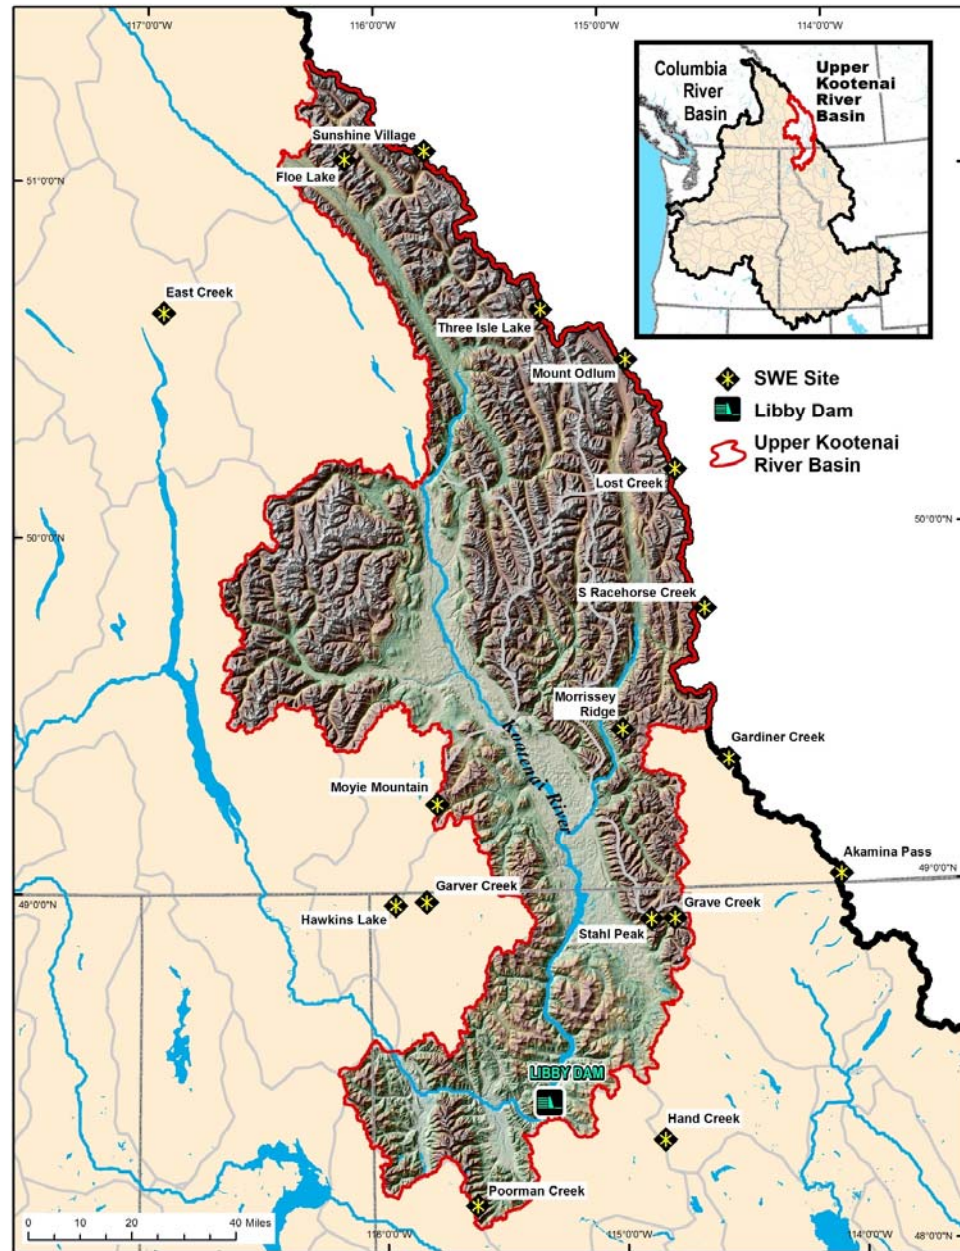 117°0'0"W
116°0'0"W
115°0'0"W
114°0'0"W
Columbia
River
Basin
Upper
Kootenai
River
Basin
Sunshine Village
Floe Lake
51°0'0"N
East Creek
Three Isle Lake
Mount Odlum
SWE Site
Libby Dam
Upper Kootenai
River Basin
Lost Creek
50°0'0"N
50°0'0"N
S Racehorse Creek
Morrissey
Ridge
Kootenai River
Gardiner Creek
Moyie Mountain
Akamina Pass
49°0'0"N
49°0'0"N
Garver Creek
Hawkins Lake
Grave Creek
Stahl Peak
LIBBY DAM
Hand Creek
Poorman Creek
0 10 20 40 Miles
116°0'0"W
115°0'0"W
114°0'0"W
48°0'0"N